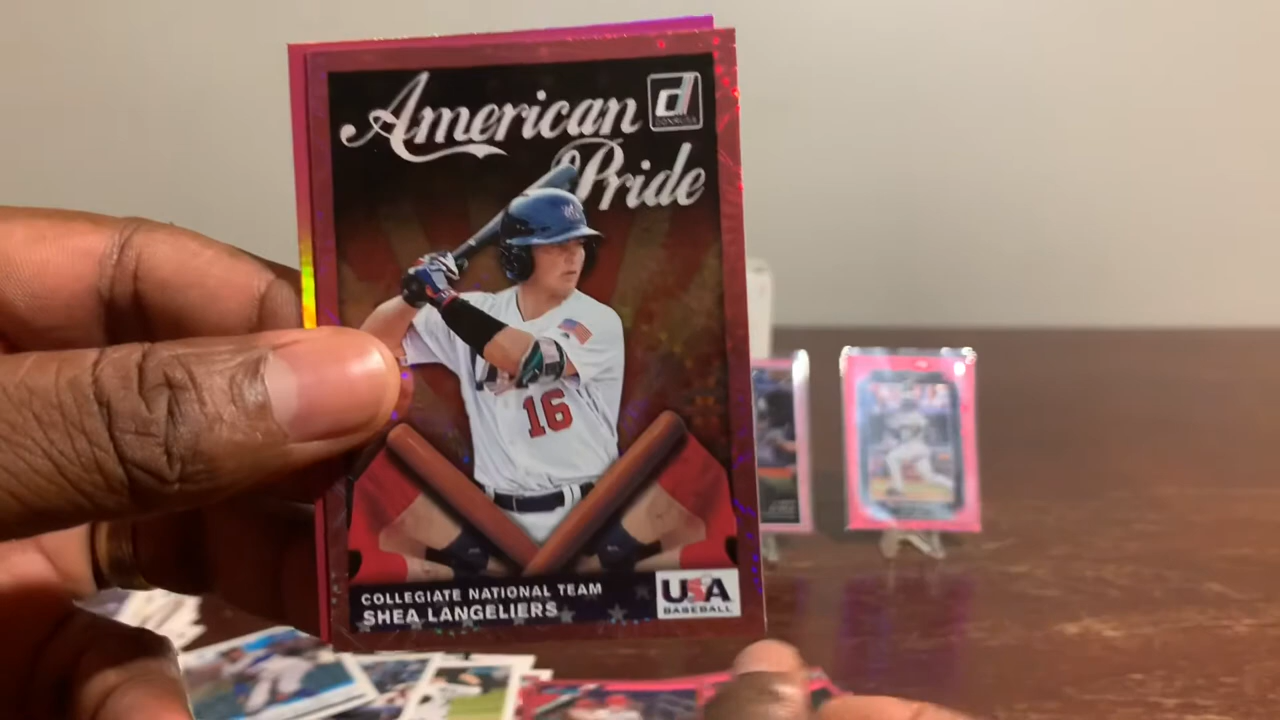 American
Pride
d
DONRUSS
16
COLLEGIATE NATIONAL TEAM
SHEA LANGELIERS
USA
BASEBALL